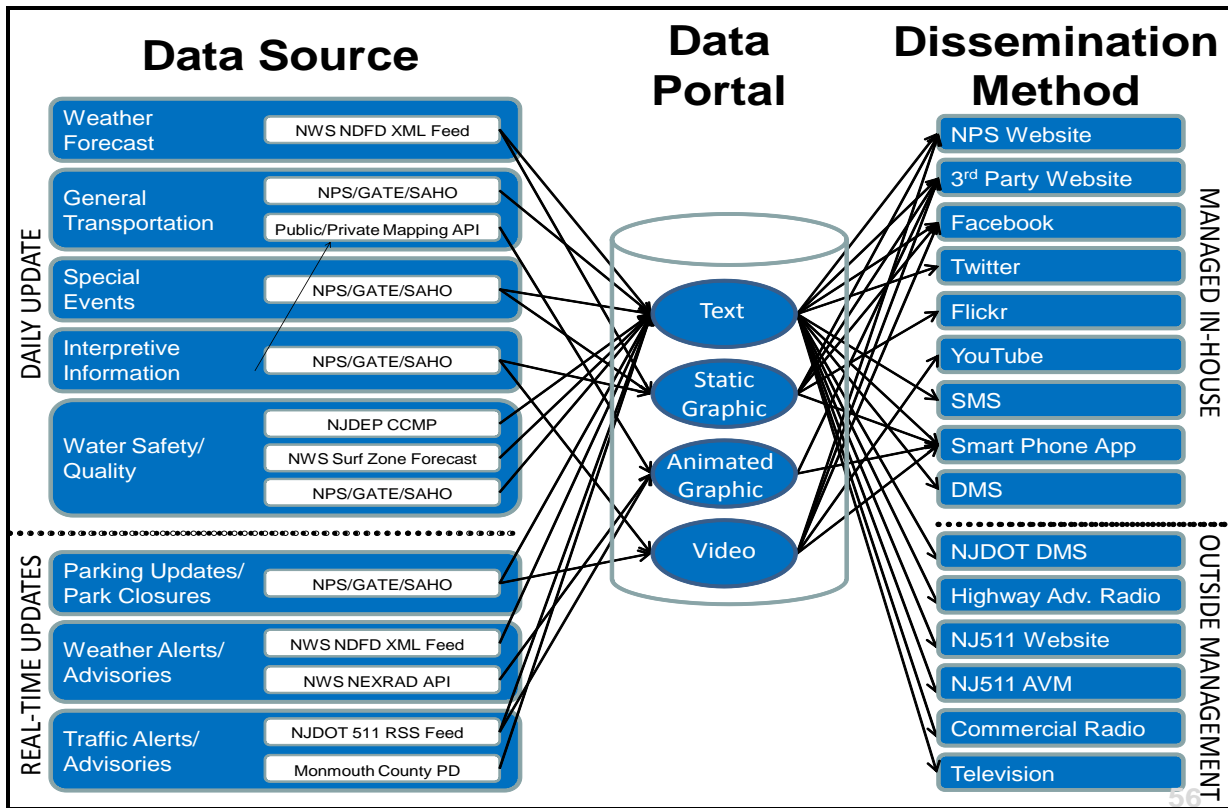 Data Source
Data
Portal
Dissemination
Method
DAILY UPDATE
Weather
Forecast
NWS NDFD XML Feed
General
Transportation
NPS/GATE/SAHO
Public/Private Mapping API
Special
Events
NPS/GATE/SAHO
Interpretive
Information
NPS/GATE/SAHO
Water Safety/
Quality
NJDEP CCMP
NWS Surf Zone Forecast
NPS/GATE/SAHO
REAL-TIME UPDATES
Parking Updates/
Park Closures
NPS/GATE/SAHO
Weather Alerts/
Advisories
NWS NDFD XML Feed
NWS NEXRAD API
Traffic Alerts/
Advisories
NJDOT 511 RSS Feed
Monmouth County PD
Text
Static
Graphic
Animated
Graphic
Video
NPS Website
3rd Party Website
Facebook
Twitter
Flickr
YouTube
SMS
Smart Phone App
DMS
MANAGED IN-HOUSE
NJDOT DMS
Highway Adv. Radio
NJ511 Website
NJ511 AVM
Commercial Radio
Television
OUTSIDE MANAGEMENT
56